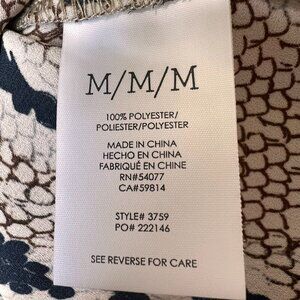 M/M/M
100% POLYESTER/
POLIESTER/POLYESTER
MADE IN CHINA
HECHO EN CHINA
FABRIQUÉ EN CHINE
RN#54077
CA#59814
STYLE# 3759
PO# 222146
SEE REVERSE FOR CARE